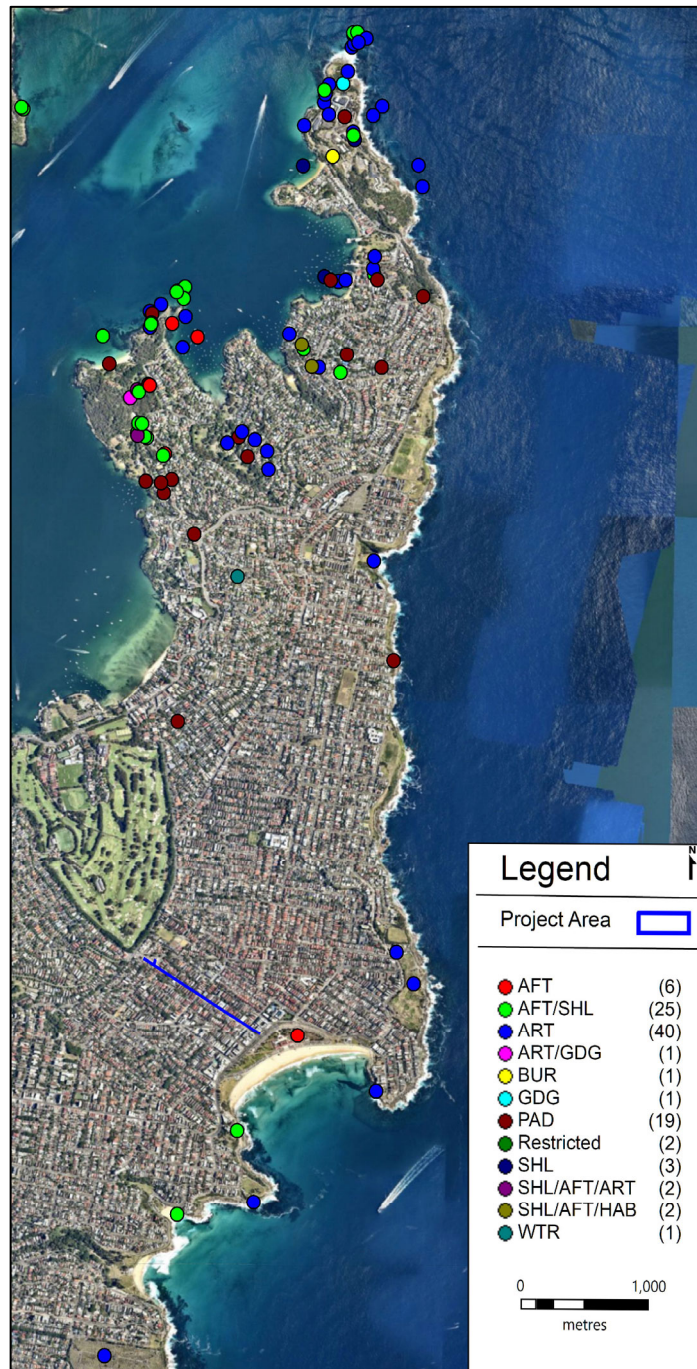 Legend N
Project Area
AFT (6)
AFT/SHL (25)
ART (40)
ART/GDG (1)
BUR (1)
GDG (1)
PAD (19)
Restricted (2)
SHL (3)
SHL/AFT/ART (2)
SHL/AFT/HAB (2)
WTR (1)
0 1,000
metres